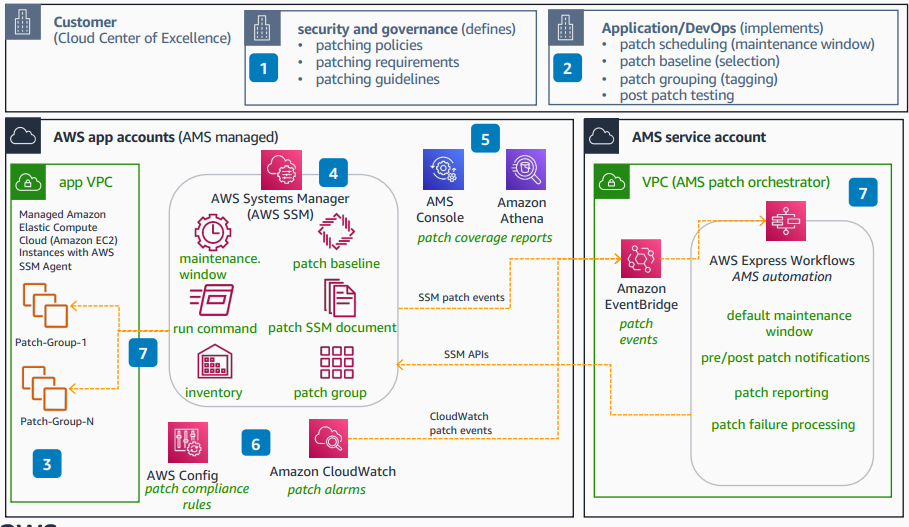 Customer
(Cloud Center of Excellence)
1
security and governance (defines)
• patching policies
• patching requirements
• patching guidelines
2
Application/DevOps (implements)
• patch scheduling (maintenance window)
• patch baseline (selection)
• patch grouping (tagging)
• post patch testing
AWS app accounts (AMS managed)
app VPC
Managed Amazon
Elastic Compute
Cloud (Amazon EC2)
Instances with AWS
SSM Agent
Patch-Group-1
Patch-Group-N
3
7
4
AWS Systems Manager
(AWS SSM)
maintenance.
window
patch baseline
run command
patch SSM document
inventory
patch group
5
AMS
Console
Amazon
Athena
patch coverage reports
SSM patch events
SSM APIs
CloudWatch
patch events
6
AWS Config
patch compliance
rules
Amazon CloudWatch
patch alarms
AMS service account
VPC (AMS patch orchestrator)
7
Amazon
EventBridge
patch
events
AWS Express Workflows
AMS automation
default maintenance
window
pre/post patch notifications
patch reporting
patch failure processing